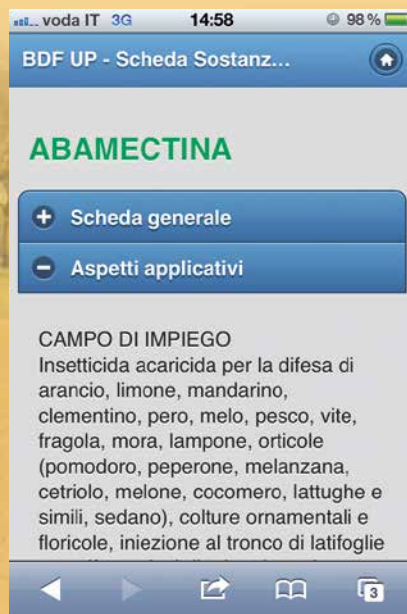 voda IT 3G 14:58 98 %
BDF UP - Scheda Sostanz...
ABAMECTINA
Scheda generale
Aspetti applicativi
CAMPO DI IMPIEGO
Insetticida acaricida per la difesa di
arancio, limone, mandarino,
clementino, pero, melo, pesco, vite,
fragola, mora, lampone, orticole
(pomodoro, peperone, melanzana,
cetriolo, melone, cocomero, lattughe e
simili, sedano), colture ornamentali e
floricole, iniezione al tronco di latifoglie
3